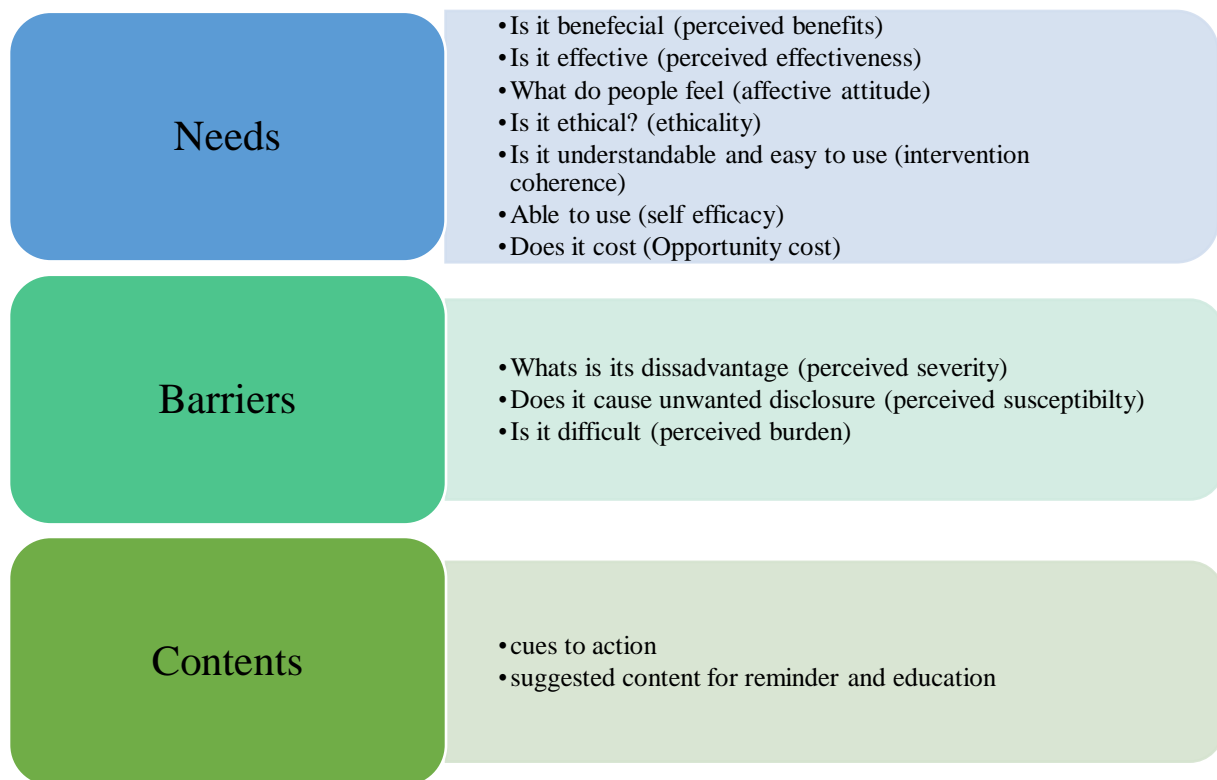 Needs
•Is it benefecial (perceived benefits)
•Is it effective (perceived effectiveness)
•What do people feel (affective attitude)
•Is it ethical? (ethicality)
•Is it understandable and easy to use (intervention
coherence)
•Able to use (self efficacy)
•Does it cost (Opportunity cost)
Barriers
•Whats is its dissadvantage (perceived severity)
•Does it cause unwanted disclosure (perceived susceptibilty)
•Is it difficult (perceived burden)
Contents
•cues to action
•suggested content for reminder and education